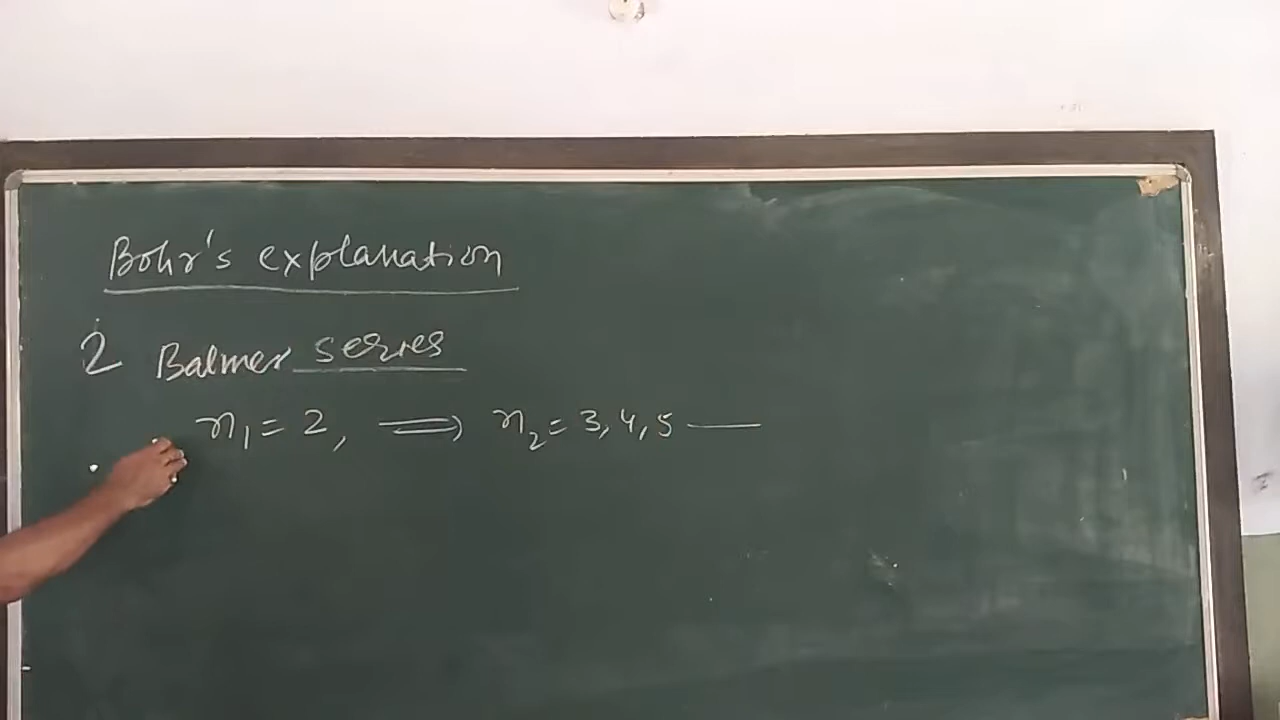 Bohr's explanation
2 Balmer series
n₁ = 2, ⇒ n₂ = 3, 4, 5 —